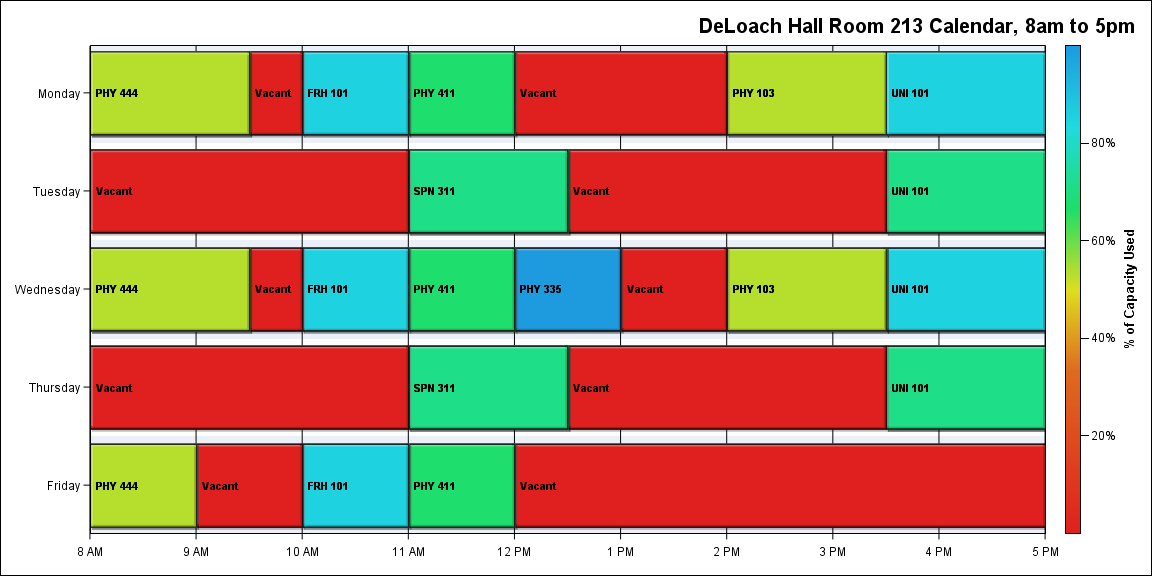 DeLoach Hall Room 213 Calendar, 8am to 5pm
Monday
PHY 444
Vacant
FRH 101
PHY 411
Vacant
PHY 103
UNI 101
Tuesday
Vacant
SPN 311
Vacant
UNI 101
Wednesday
PHY 444
Vacant
FRH 101
PHY 411
PHY 335
Vacant
PHY 103
UNI 101
Thursday
Vacant
SPN 311
Vacant
UNI 101
Friday
PHY 444
Vacant
FRH 101
PHY 411
Vacant
8 AM
9 AM
10 AM
11 AM
12 PM
1 PM
2 PM
3 PM
4 PM
5 PM
80%
60%
40%
20%
% of Capacity Used